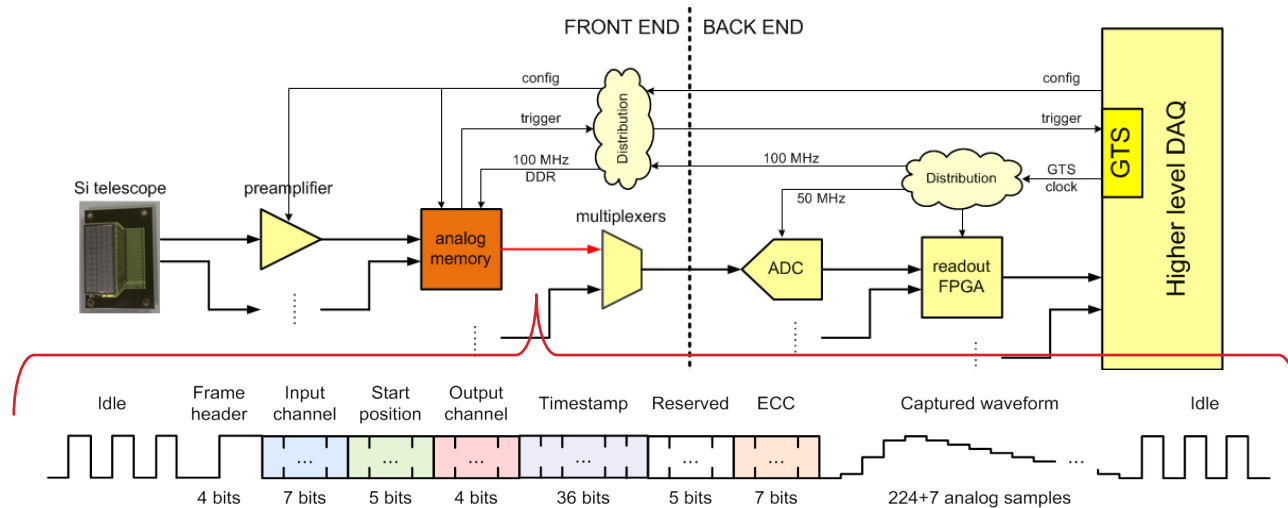 FRONT END
BACK END
config
config
trigger
trigger
Distribution
100 MHz
DDR
100 MHz
GTS
clock
GTS
Higher level DAQ
Distribution
50 MHz
Si telescope
preamplifier
multiplexers
analog
memory
ADC
readout
FPGA
Idle
Frame
header
Input
channel
Start
position
Output
channel
Timestamp
Reserved
ECC
Captured waveform
Idle
...
...
...
...
...
...
...
4 bits
7 bits
5 bits
4 bits
36 bits
5 bits
7 bits
224+7 analog samples